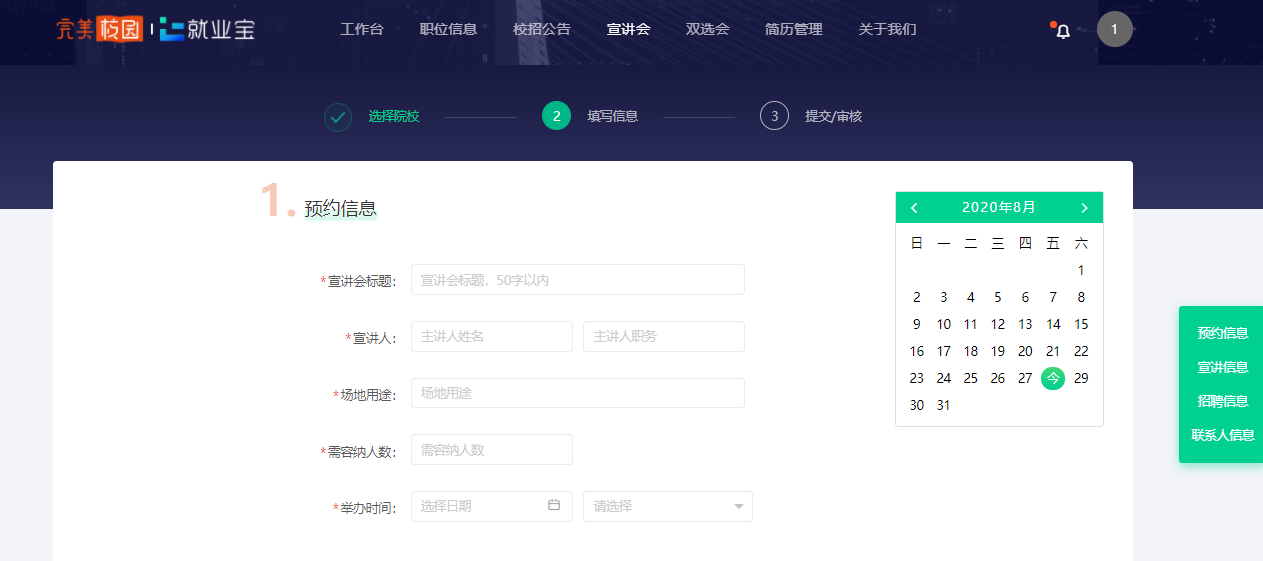 完美校园 就业宝 工作台 职位信息 校招公告 宣讲会 双选会 简历管理 关于我们 1
选择院校 2 填写信息 3 提交/审核
1. 预约信息
*宣讲会标题： 宣讲会标题，50字以内
*宣讲人： 主讲人姓名 主讲人职务
*场地用途： 场地用途
*需容纳人数： 需容纳人数
*举办时间： 选择日期 请选择
2020年8月
日 一 二 三 四 五 六
1
2 3 4 5 6 7 8
9 10 11 12 13 14 15
16 17 18 19 20 21 22
23 24 25 26 27 今 29
30 31
预约信息
宣讲信息
招聘信息
联系人信息